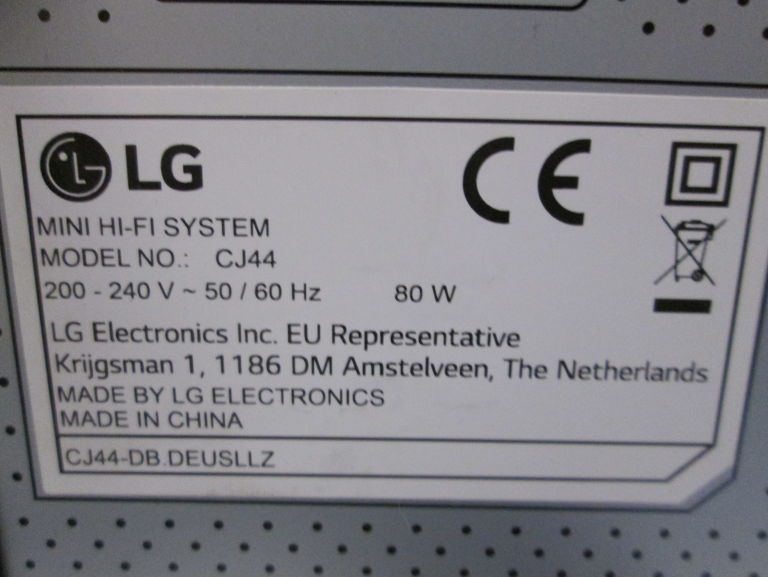 LG
CE
MINI HI-FI SYSTEM
MODEL NO.: CJ44
200 - 240 V ~ 50 / 60 Hz 80 W
LG Electronics Inc. EU Representative
Krijgsman 1, 1186 DM Amstelveen, The Netherlands
MADE BY LG ELECTRONICS
MADE IN CHINA
CJ44-DB.DEUSLLZ